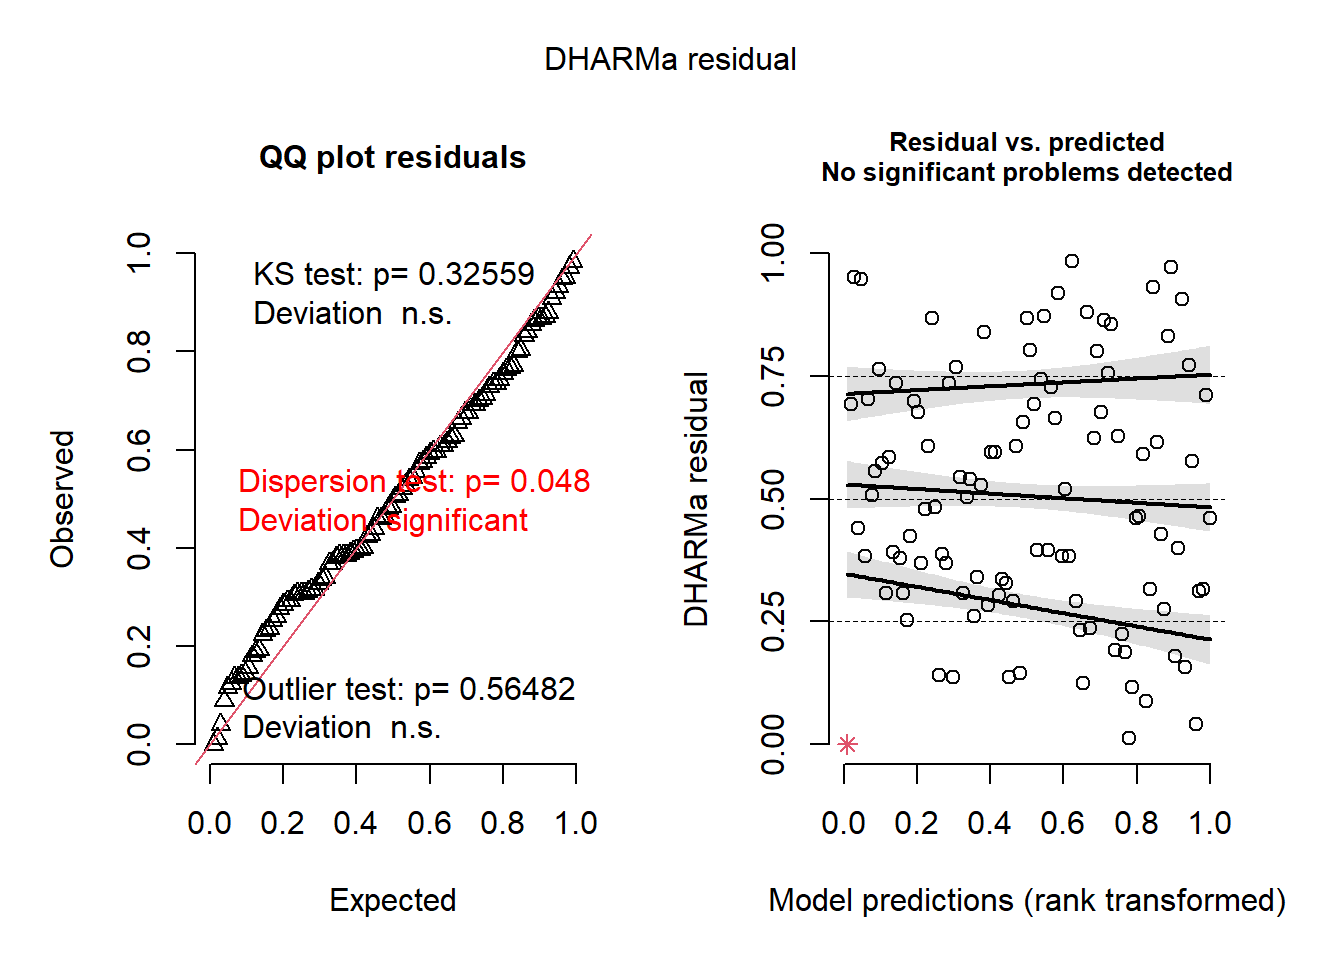 DHARMa residual
QQ plot residuals
KS test: p= 0.32559
Deviation  n.s.
Dispersion test: p= 0.048
Deviation  significant
Outlier test: p= 0.56482
Deviation  n.s.
Observed
0.0 0.2 0.4 0.6 0.8 1.0
0.0 0.2 0.4 0.6 0.8 1.0
Expected
Residual vs. predicted
No significant problems detected
DHARMa residual
0.00 0.25 0.50 0.75 1.00
0.0 0.2 0.4 0.6 0.8 1.0
Model predictions (rank transformed)